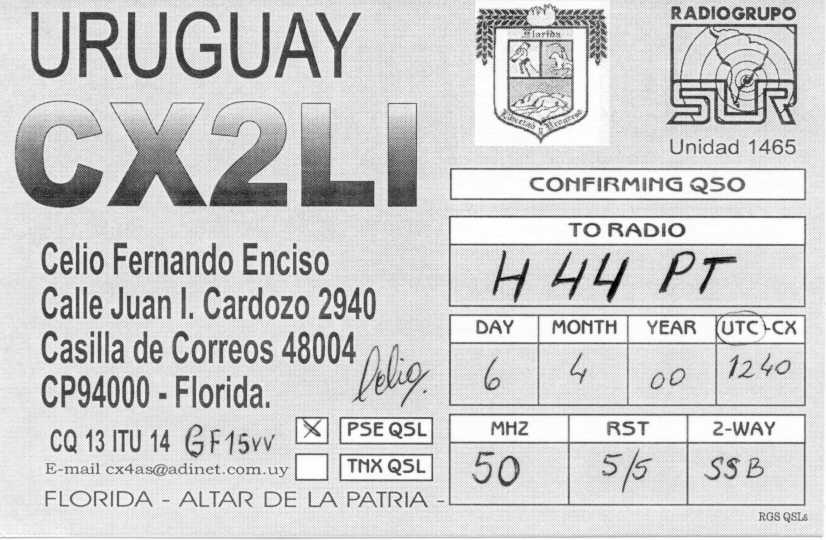 URUGUAY
CX2LI
Celio Fernando Enciso
Calle Juan I. Cardozo 2940
Casilla de Correos 48004
CP94000 - Florida.
Celio.
CQ 13 ITU 14 GF15vv
E-mail cx4as@adinet.com.uy
X PSE QSL
TNX QSL
FLORIDA - ALTAR DE LA PATRIA -
Florida
Libertad y Progreso
RADIOGRUPO
SUR
Unidad 1465
CONFIRMING QSO
TO RADIO
H44PT
DAY MONTH YEAR UTC-CX
6 4 00 1240
MHZ RST 2-WAY
50 5/5 SSB
RGS QSLs